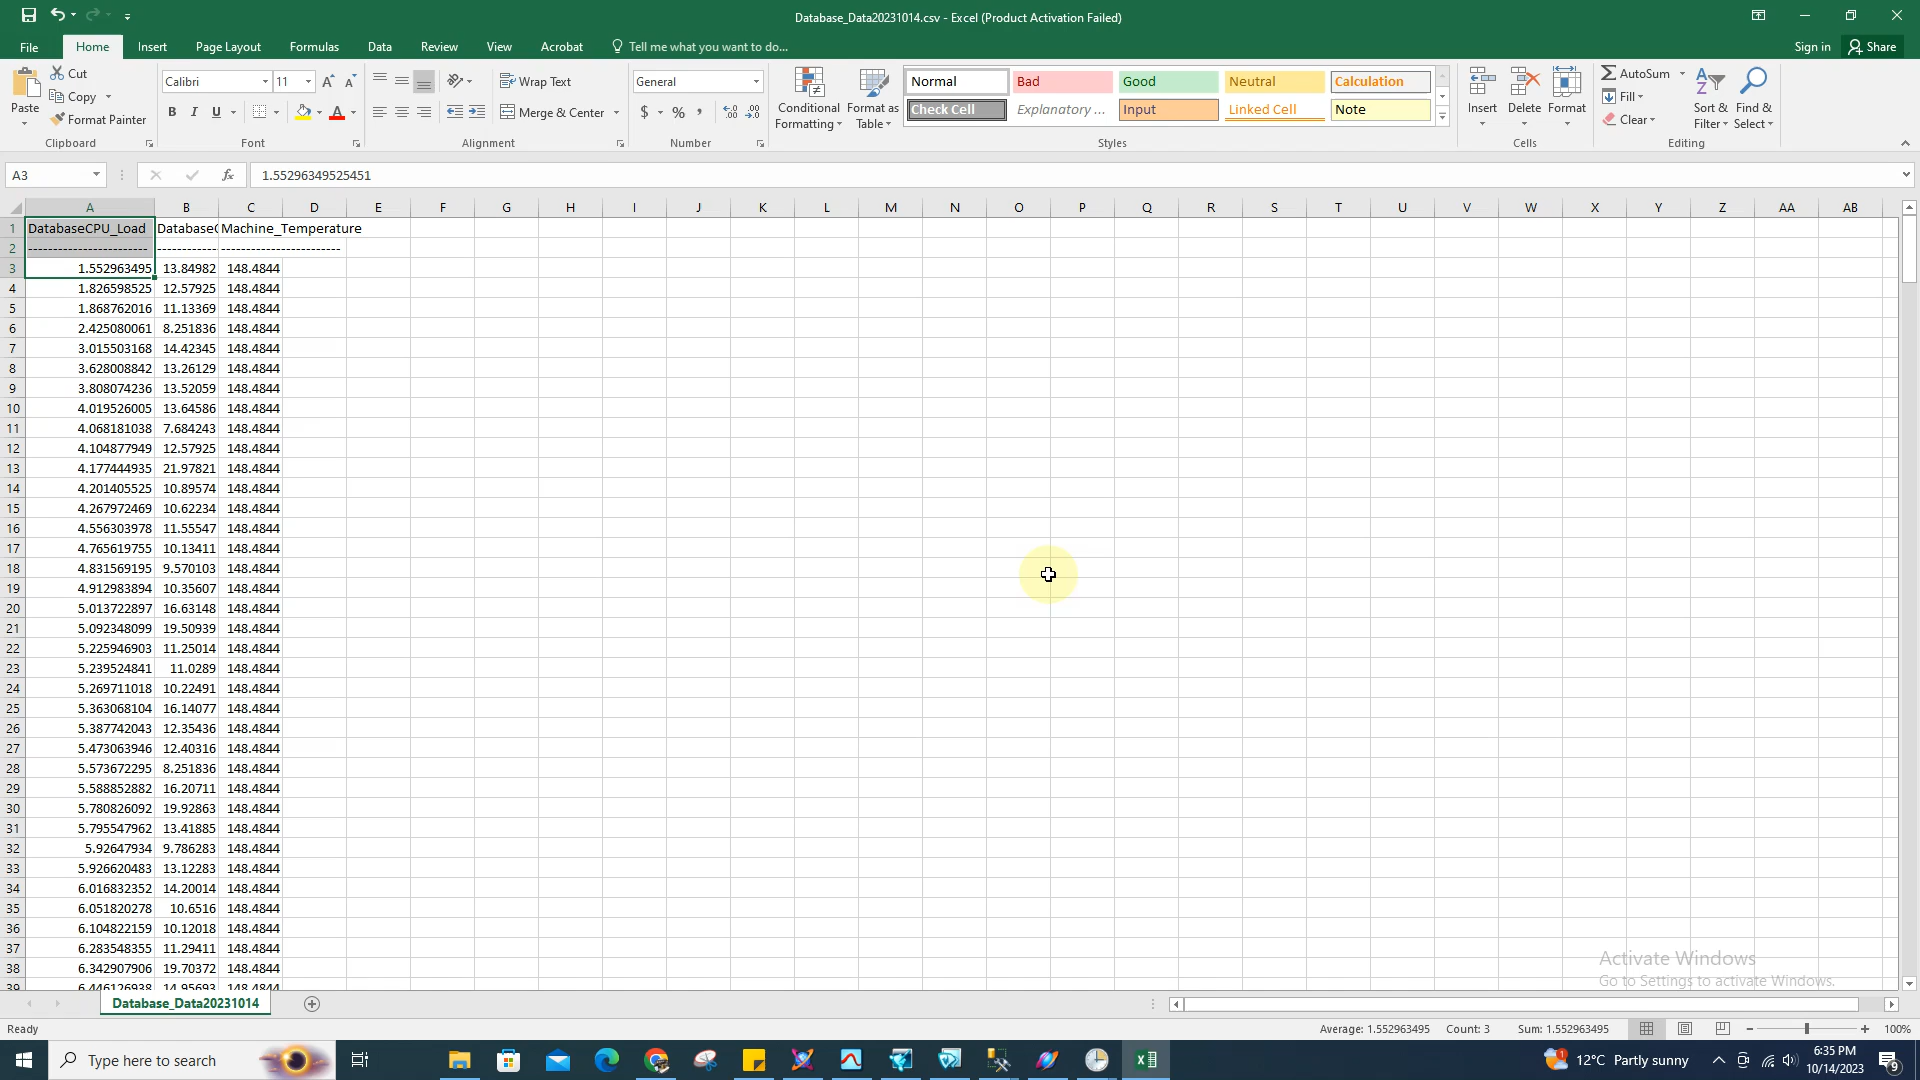 Database_Data20231014.csv - Excel (Product Activation Failed)
File Home Insert Page Layout Formulas Data Review View Acrobat Tell me what you want to do... Sign in Share
Paste Cut Copy Format Painter Clipboard
Calibri 11 B I U A Font
Wrap Text Merge & Center Alignment
General $ % , Number
Conditional Formatting Format as Table
Normal Bad Good Neutral Calculation
Check Cell Explanatory ... Input Linked Cell Note
Styles
Insert Delete Format Cells
AutoSum Fill Clear Sort & Filter Find & Select Editing
A3 fx 1.55296349525451
A B C D E F G H I J K L M N O P Q R S T U V W X Y Z AA AB
1 DatabaseCPU_Load Database( Machine_Temperature
2 ------------------------ ------------ ------------------------
3 1.552963495 13.84982 148.4844
4 1.826598525 12.57925 148.4844
5 1.868762016 11.13369 148.4844
6 2.425080061 8.251836 148.4844
7 3.015503168 14.42345 148.4844
8 3.628008842 13.26129 148.4844
9 3.808074236 13.52059 148.4844
10 4.019526005 13.64586 148.4844
11 4.068181038 7.684243 148.4844
12 4.104877949 12.57925 148.4844
13 4.177444935 21.97821 148.4844
14 4.201405525 10.89574 148.4844
15 4.267972469 10.62234 148.4844
16 4.556303978 11.55547 148.4844
17 4.765619755 10.13411 148.4844
18 4.831569195 9.570103 148.4844
19 4.912983894 10.35607 148.4844
20 5.013722897 16.63148 148.4844
21 5.092348099 19.50939 148.4844
22 5.225946903 11.25014 148.4844
23 5.239524841 11.0289 148.4844
24 5.269711018 10.22491 148.4844
25 5.363068104 16.14077 148.4844
26 5.387742043 12.35436 148.4844
27 5.473063946 12.40316 148.4844
28 5.573672295 8.251836 148.4844
29 5.588852882 16.20711 148.4844
30 5.780826092 19.92863 148.4844
31 5.795547962 13.41885 148.4844
32 5.92647934 9.786283 148.4844
33 5.926620483 13.12283 148.4844
34 6.016832352 14.20014 148.4844
35 6.051820278 10.6516 148.4844
36 6.104822159 10.12018 148.4844
37 6.283548355 11.29411 148.4844
38 6.342907906 19.70372 148.4844
39 6.446126938 14.95693 148.4844
Activate Windows
Go to Settings to activate Windows.
Database_Data20231014
Ready Average: 1.552963495 Count: 3 Sum: 1.552963495 100%
Type here to search 12°C Partly sunny 6:35 PM
10/14/2023 9